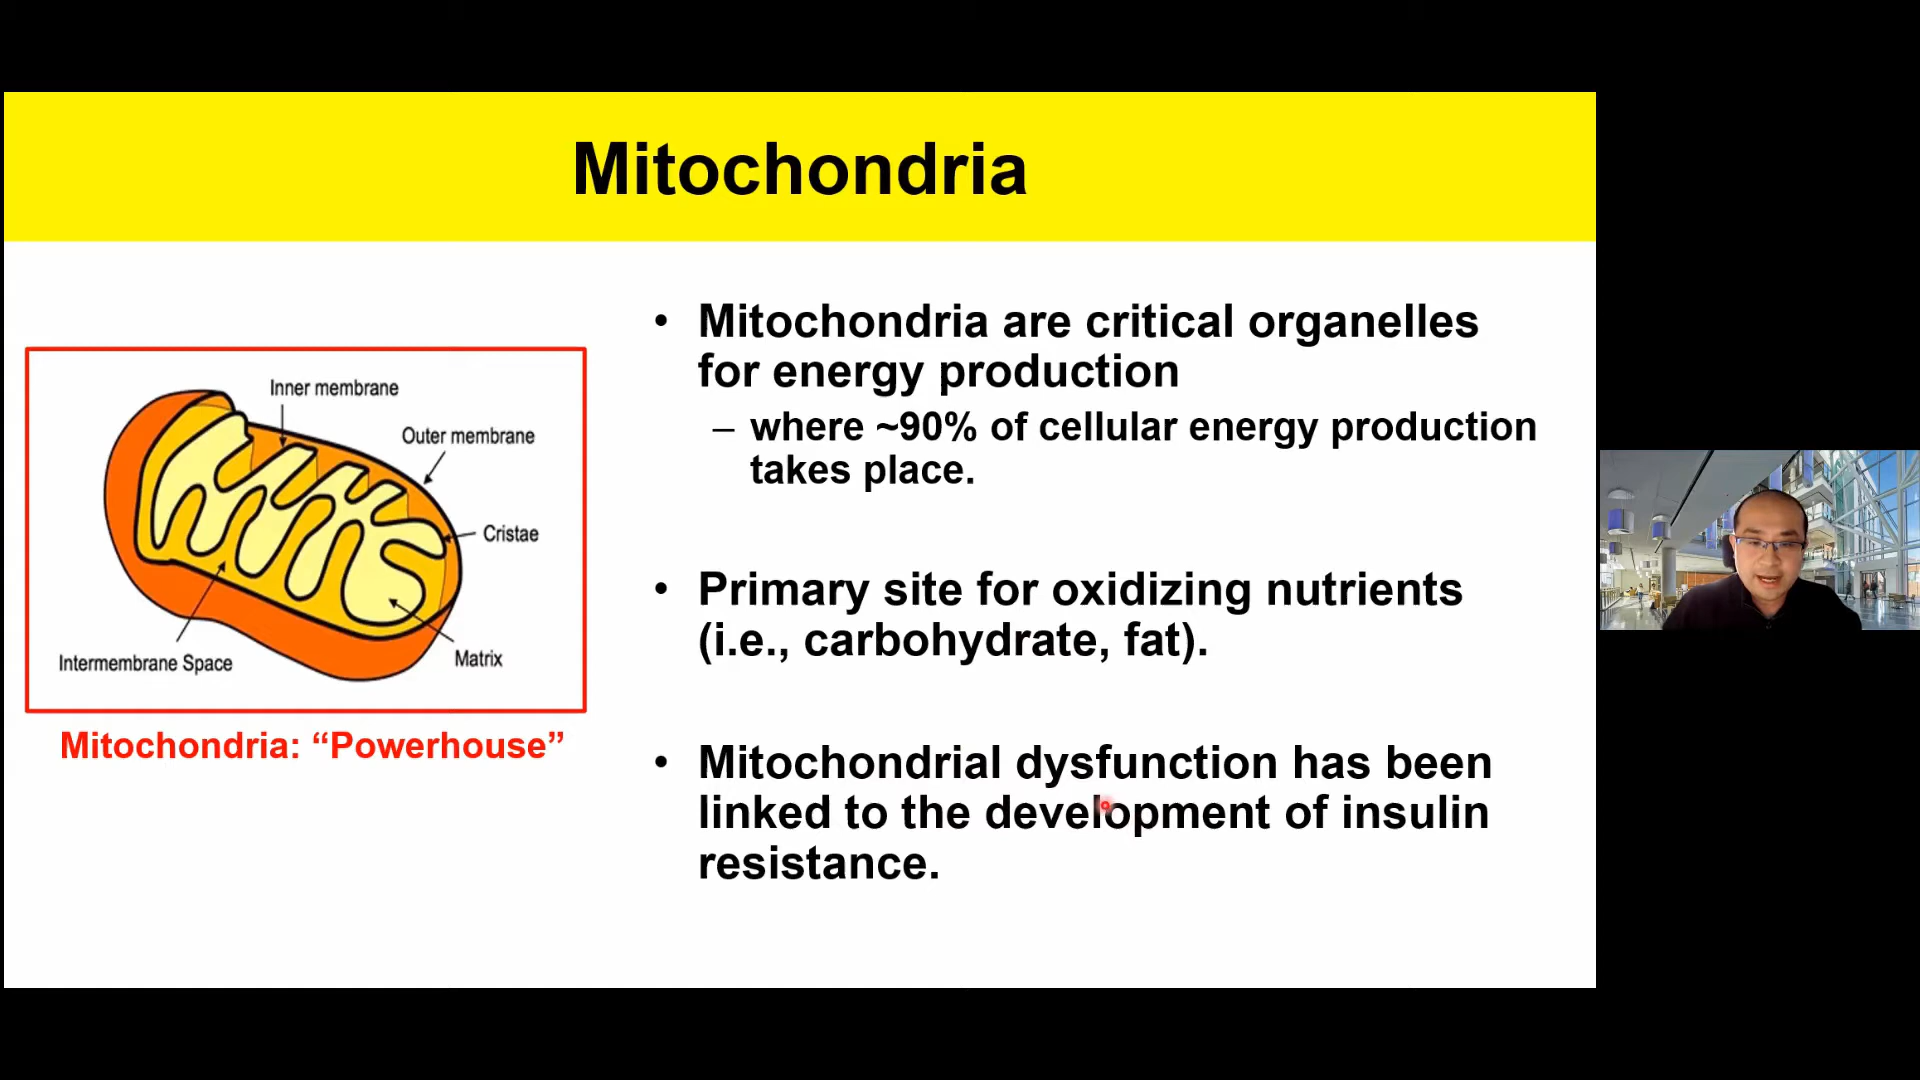 Mitochondria
Inner membrane
Outer membrane
Cristae
Intermembrane Space
Matrix
Mitochondria: “Powerhouse”
• Mitochondria are critical organelles
for energy production
– where ~90% of cellular energy production
takes place.
• Primary site for oxidizing nutrients
(i.e., carbohydrate, fat).
• Mitochondrial dysfunction has been
linked to the development of insulin
resistance.